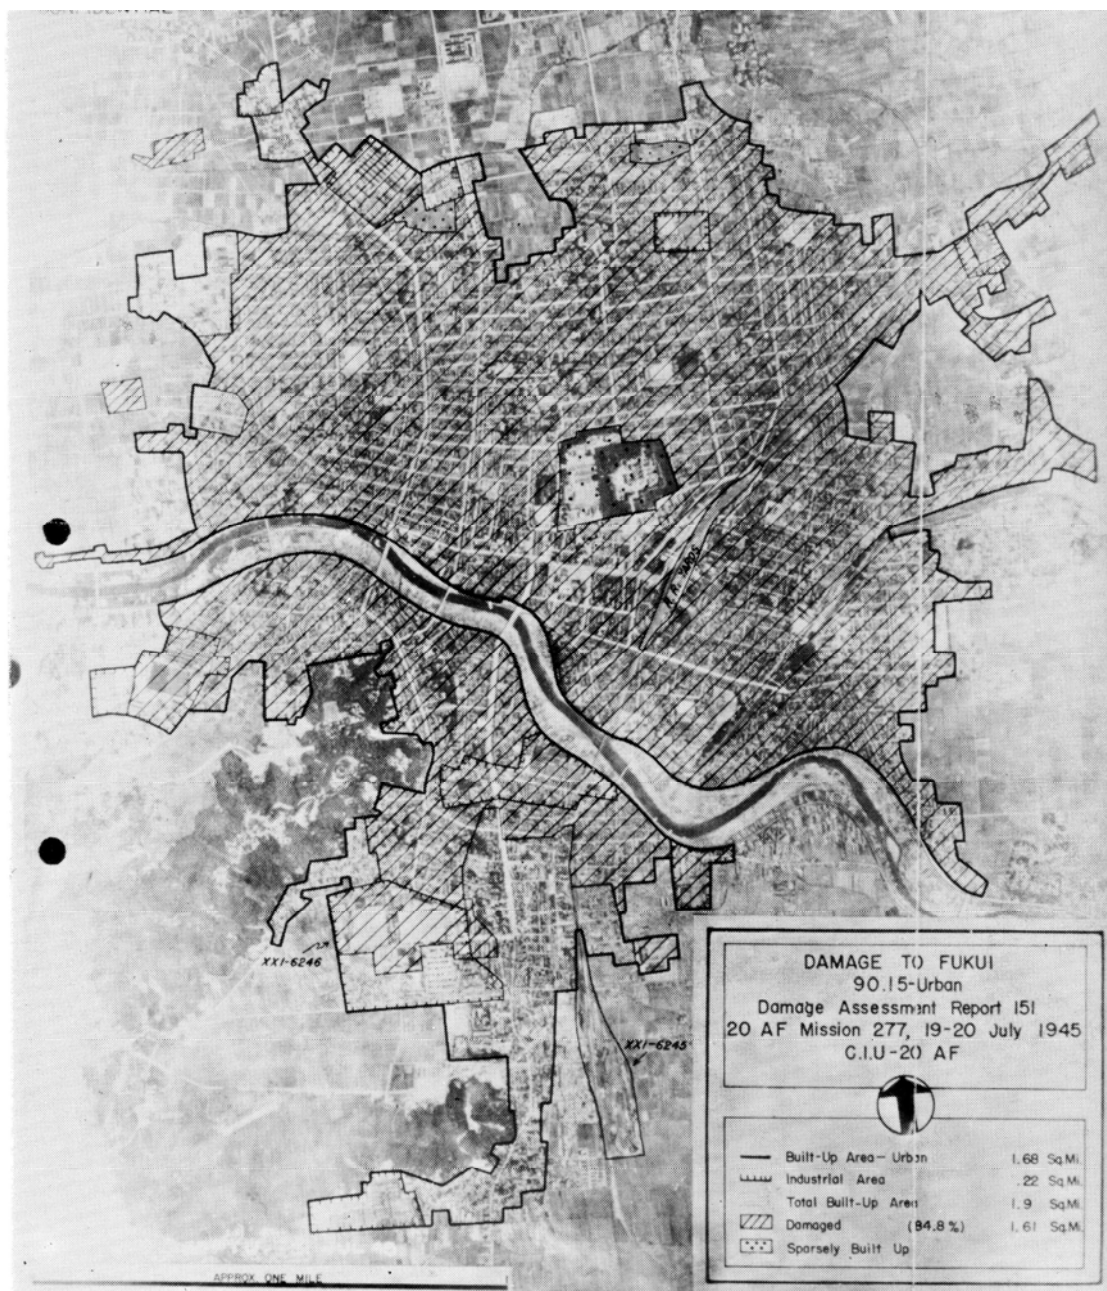 CONFIDENTIAL
R.R. YARDS
XXI-6246
XXI-6245
DAMAGE TO FUKUI
90.15-Urban
Damage Assessment Report 151
20 AF Mission 277, 19-20 July 1945
C.I.U-20 AF
Built-Up Area-Urban 1.68 Sq.Mi.
Industrial Area .22 Sq.Mi.
Total Built-Up Area 1.9 Sq.Mi.
Damaged (84.8%) 1.61 Sq.Mi.
Sparsely Built Up
APPROX. ONE MILE